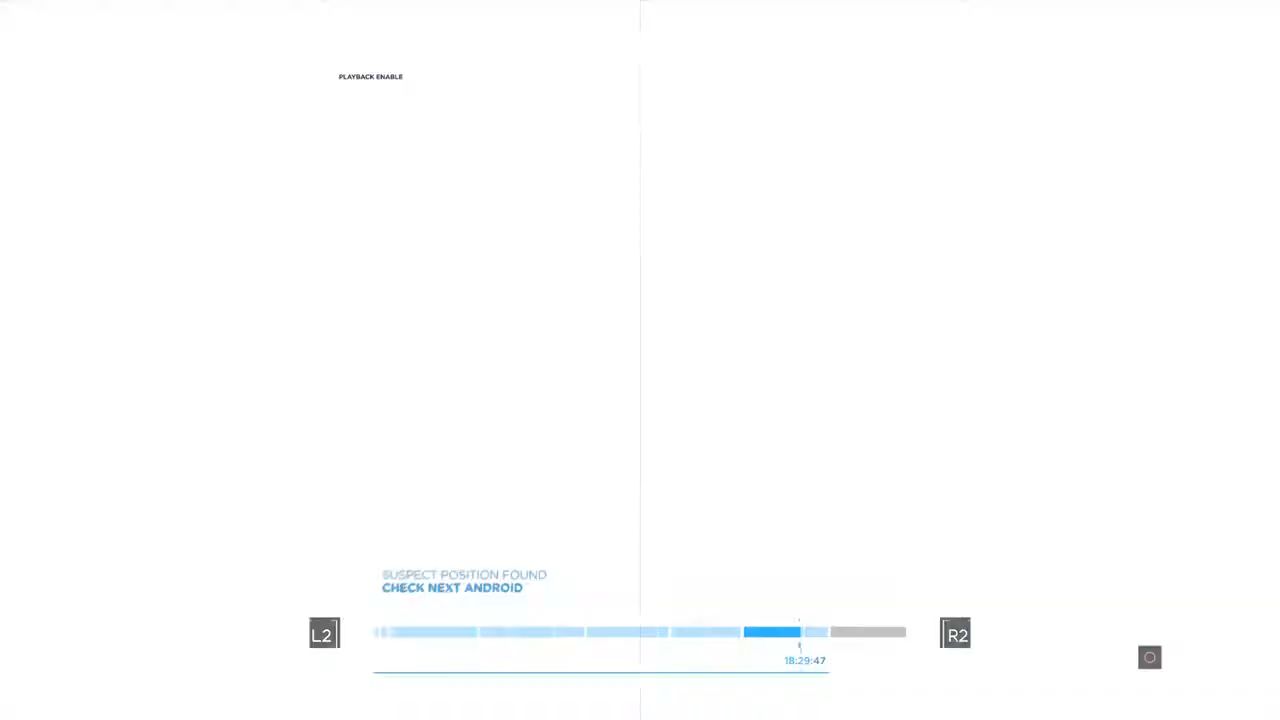 PLAYBACK ENABLE
SUSPECT POSITION FOUND
CHECK NEXT ANDROID
L2
R2
18:29:47